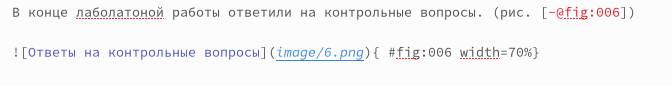 В конце лаболатоной работы ответили на контрольные вопросы. (рис. [-@fig:006])
![Ответы на контрольные вопросы](image/6.png){ #fig:006 width=70%}